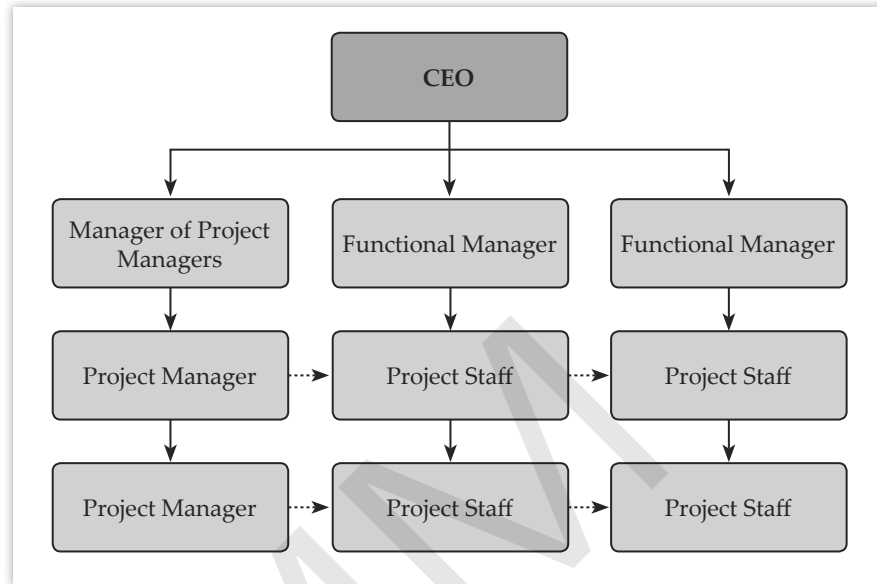 CEO
Manager of Project
Managers
Functional Manager
Functional Manager
Project Manager
Project Staff
Project Staff
Project Manager
Project Staff
Project Staff